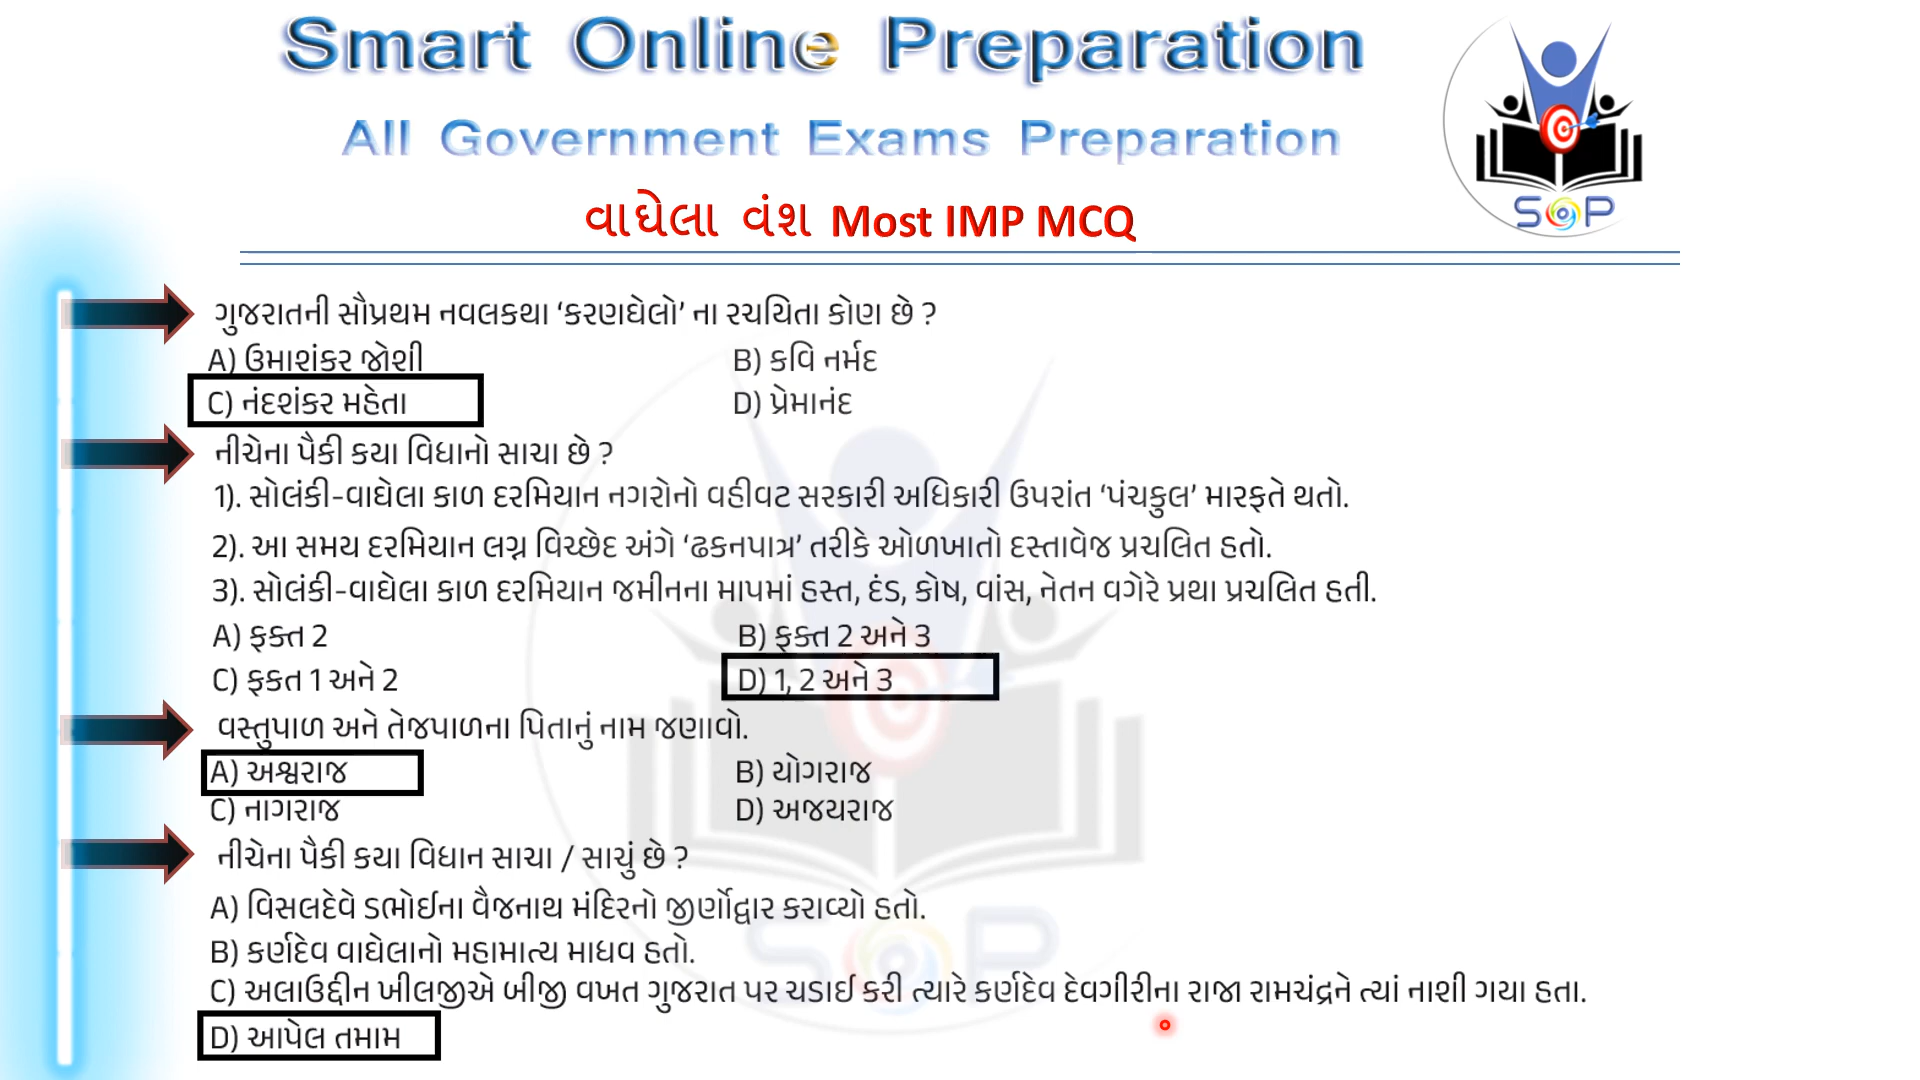 Smart Online Preparation
All Government Exams Preparation
વાઘેલા વંશ Most IMP MCQ
SOP
ગુજરાતની સૌપ્રથમ નવલકથા ‘કરણઘેલો’ ના રચયિતા કોણ છે ?
A) ઉમાશંકર જોશી B) કવિ નર્મદ
C) નંદશંકર મહેતા D) પ્રેમાનંદ
નીચેના પૈકી કયા વિધાનો સાચા છે ?
1). સોલંકી-વાઘેલા કાળ દરમિયાન નગરોનો વહીવટ સરકારી અધિકારી ઉપરાંત ‘પંચકુલ’ મારફતે થતો.
2). આ સમય દરમિયાન લગ્ન વિચ્છેદ અંગે ‘ઢકનપાત્ર’ તરીકે ઓળખાતો દસ્તાવેજ પ્રચલિત હતો.
3). સોલંકી-વાઘેલા કાળ દરમિયાન જમીનના માપમાં હસ્ત, દંડ, કોષ, વાંસ, નેતન વગેરે પ્રથા પ્રચલિત હતી.
A) ફક્ત 2 B) ફક્ત 2 અને 3
C) ફકત 1 અને 2 D) 1, 2 અને 3
વસ્તુપાળ અને તેજપાળના પિતાનું નામ જણાવો.
A) અશ્વરાજ B) યોગરાજ
C) નાગરાજ D) અજયરાજ
નીચેના પૈકી કયા વિધાન સાચા / સાચું છે ?
A) વિસલદેવે ડભોઈના વૈજનાથ મંદિરનો જીર્ણોદ્વાર કરાવ્યો હતો.
B) કર્ણદેવ વાઘેલાનો મહામાત્ય માધવ હતો.
C) અલાઉદ્દીન ખીલજીએ બીજી વખત ગુજરાત પર ચડાઈ કરી ત્યારે કર્ણદેવ દેવગીરીના રાજા રામચંદ્રને ત્યાં નાશી ગયા હતા.
D) આપેલ તમામ
SOP